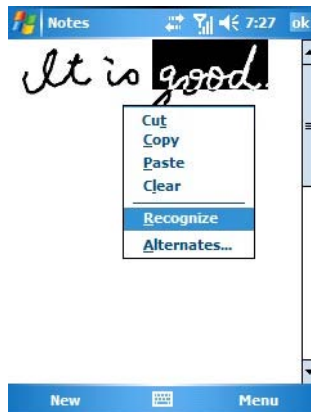 Notes 7:27 ok
It is good.
Cut
Copy
Paste
Clear
Recognize
Alternates...
New Menu